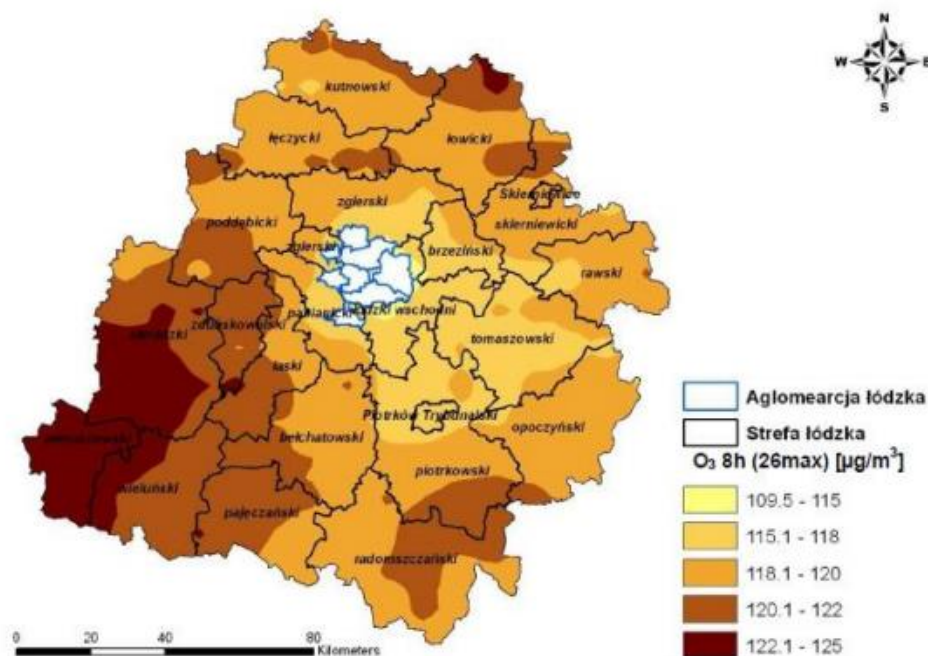 N
W E
S
kutnowski
łęczycki
łowicki
Skierniewice
zgierski
skierniewicki
poddębicki
zgierski
brzeziński
rawski
pabianicki
łódzki wschodni
zduńskowolski
tomaszowski
sieradzki
łaski
Piotrków Trybunalski
opoczyński
bełchatowski
wieruszowski
piotrkowski
wieluński
pajęczański
radomszczański
Aglomearcja łódzka
Strefa łódzka
O₃ 8h (26max) [µg/m³]
109.5 - 115
115.1 - 118
118.1 - 120
120.1 - 122
122.1 - 125
0 20 40 80
Kilometers